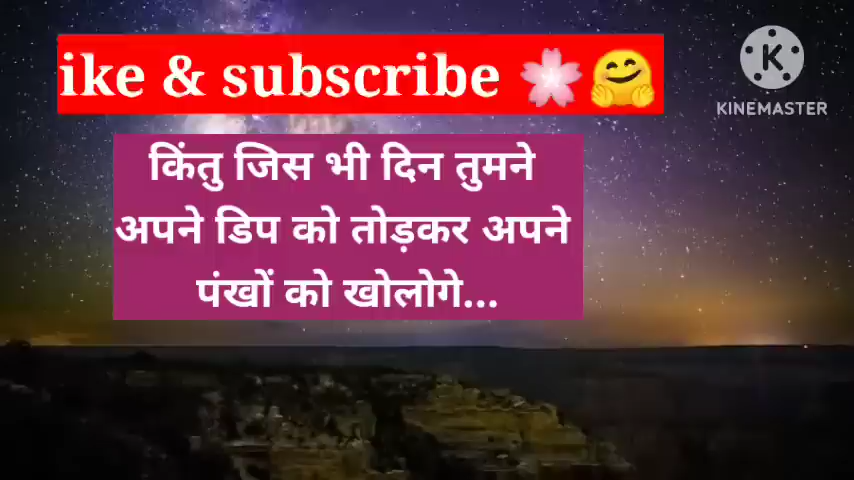 ike & subscribe 🌸🤗
KINEMASTER
किंतु जिस भी दिन तुमने
अपने डिप को तोड़कर अपने
पंखों को खोलोगे...